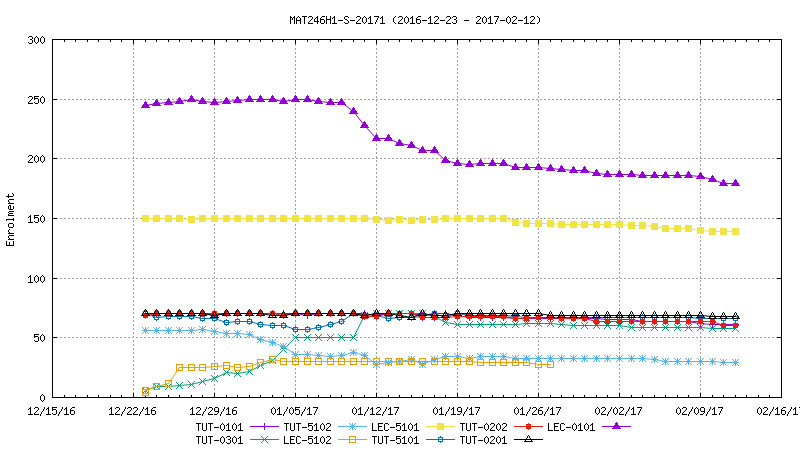 MAT246H1-S-20171 (2016-12-23 - 2017-02-12)
300
250
200
150
100
50
0
Enrolment
12/15/16 12/22/16 12/29/16 01/05/17 01/12/17 01/19/17 01/26/17 02/02/17 02/09/17 02/16/17
TUT-0101 TUT-5102 LEC-5101 TUT-0202 LEC-0101
TUT-0301 LEC-5102 TUT-5101 TUT-0201